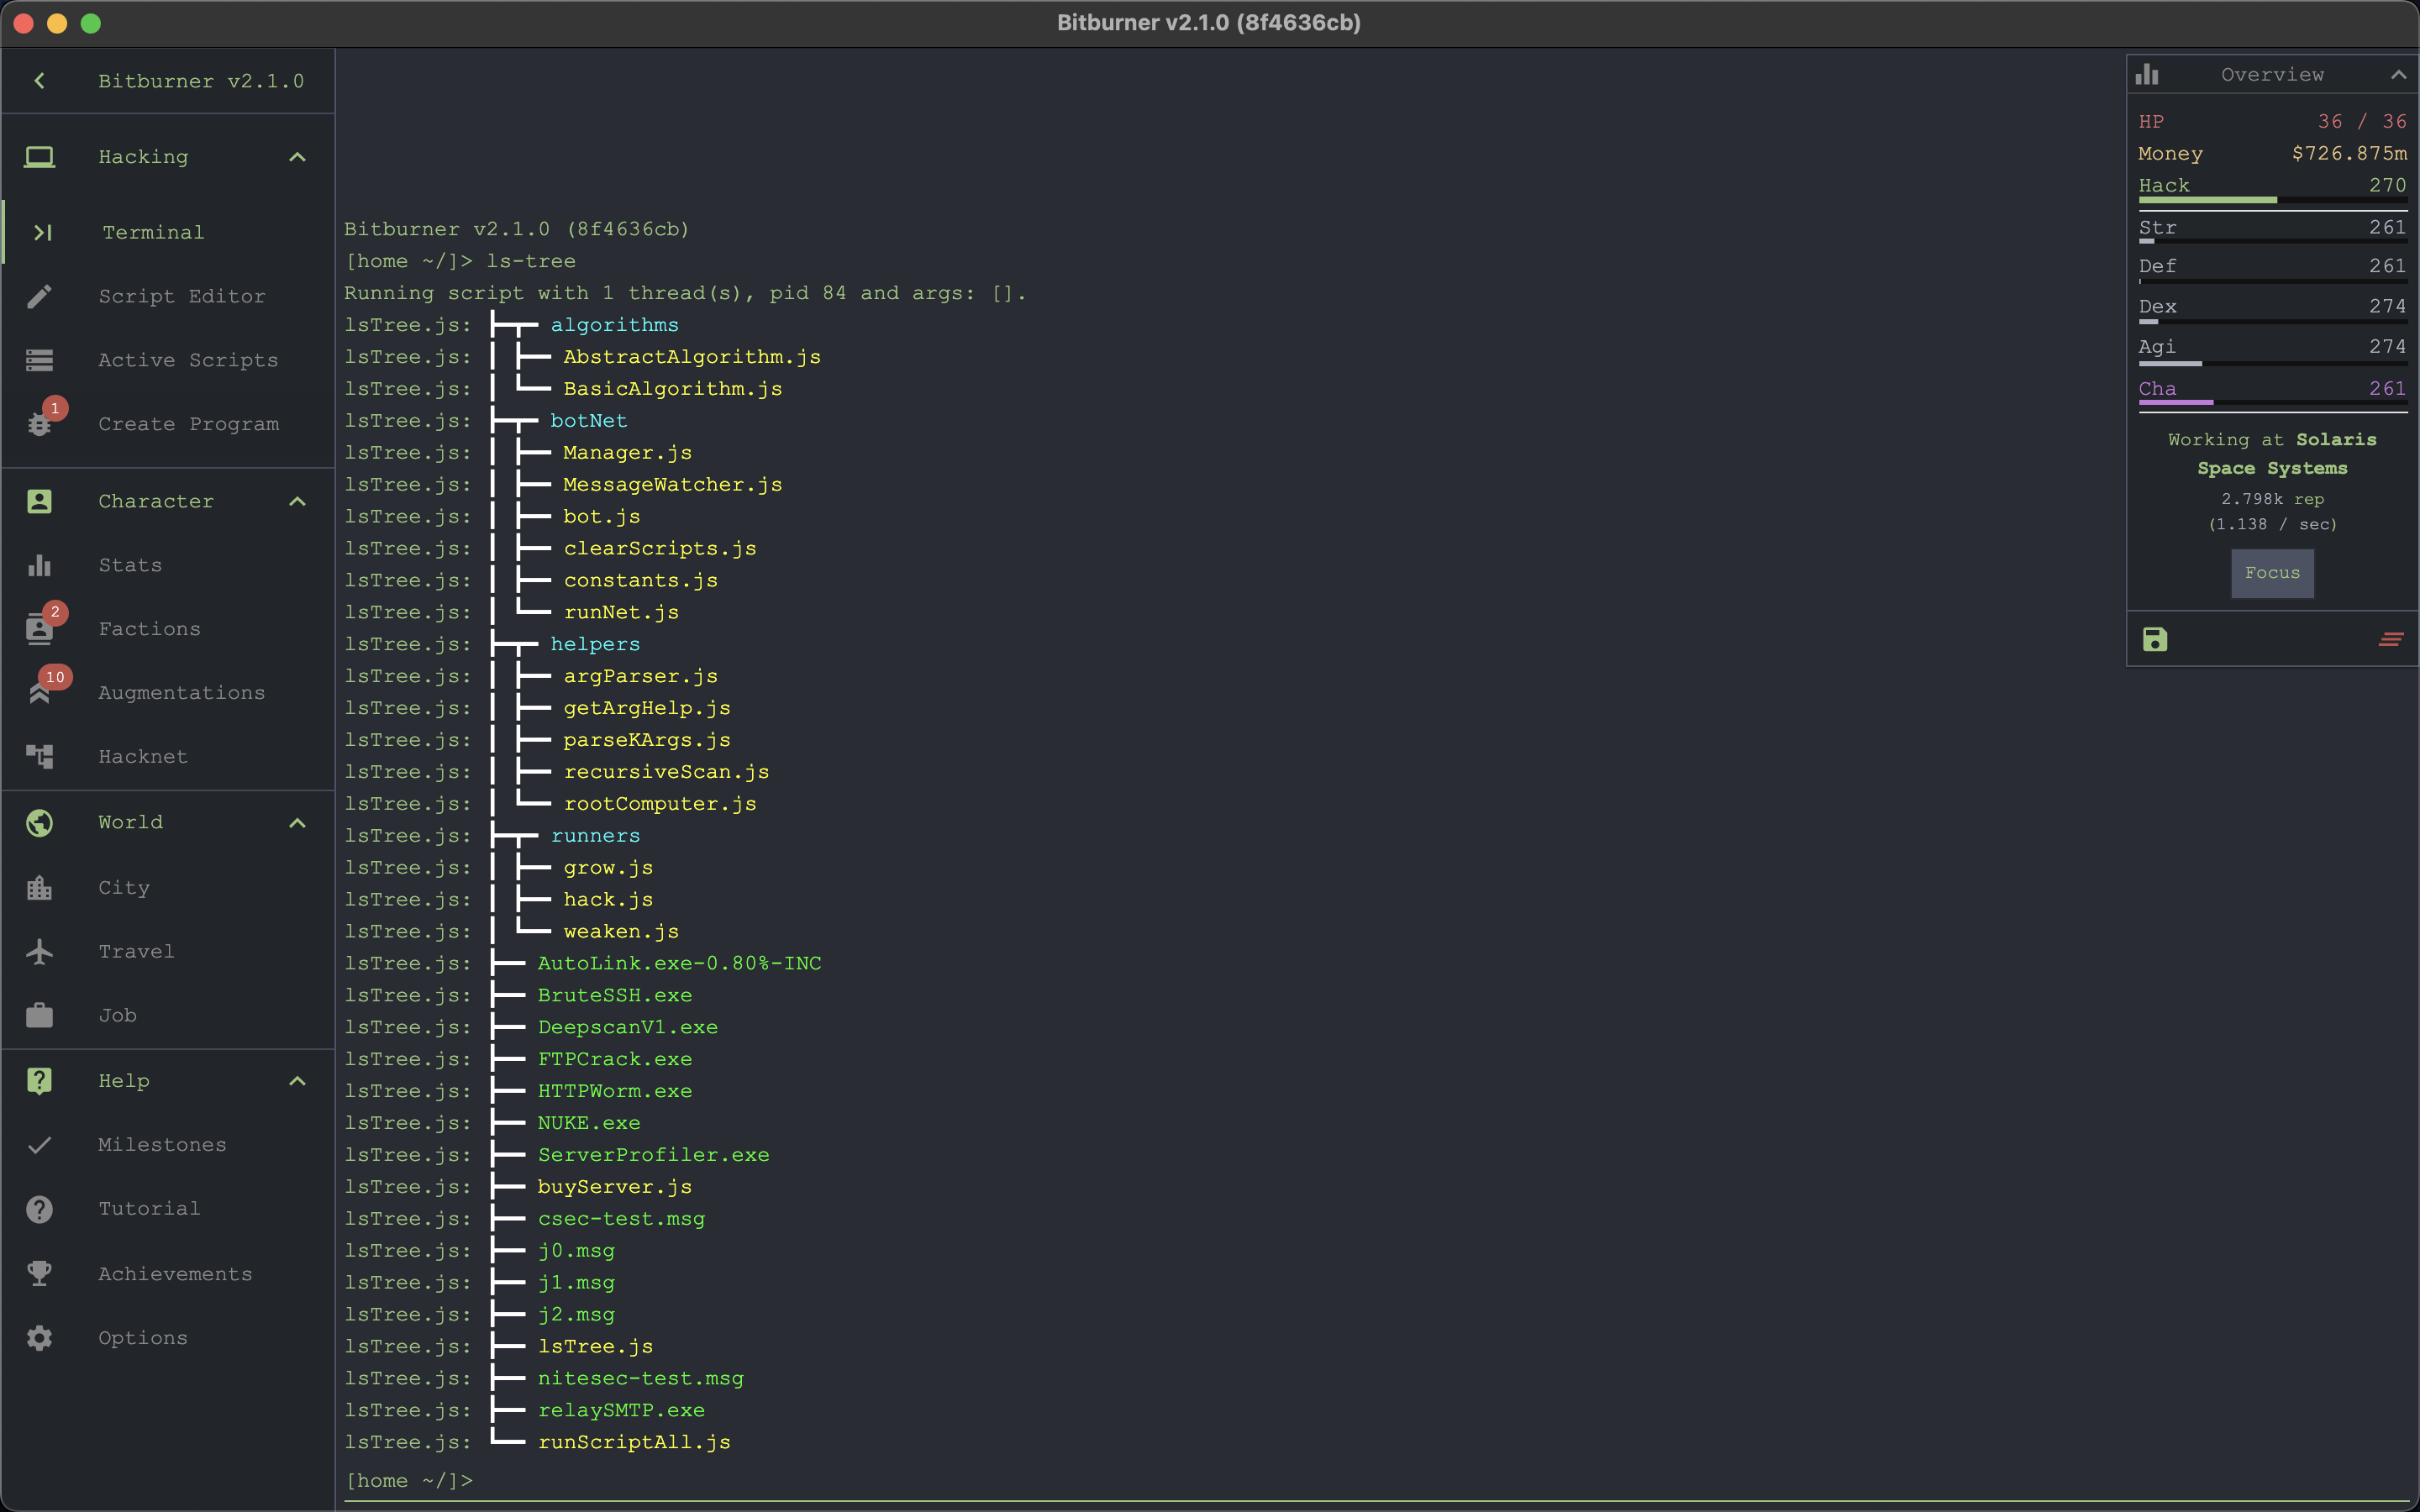 Bitburner v2.1.0 (8f4636cb)
Bitburner v2.1.0
Hacking
Terminal
Script Editor
Active Scripts
1
Create Program
Character
Stats
2
Factions
10
Augmentations
Hacknet
World
City
Travel
Job
Help
Milestones
Tutorial
Achievements
Options
Bitburner v2.1.0 (8f4636cb)
[home ~/]> ls-tree
Running script with 1 thread(s), pid 84 and args: [].
lsTree.js: ├─┬─ algorithms
lsTree.js: │ ├── AbstractAlgorithm.js
lsTree.js: │ └── BasicAlgorithm.js
lsTree.js: ├─┬─ botNet
lsTree.js: │ ├── Manager.js
lsTree.js: │ ├── MessageWatcher.js
lsTree.js: │ ├── bot.js
lsTree.js: │ ├── clearScripts.js
lsTree.js: │ ├── constants.js
lsTree.js: │ └── runNet.js
lsTree.js: ├─┬─ helpers
lsTree.js: │ ├── argParser.js
lsTree.js: │ ├── getArgHelp.js
lsTree.js: │ ├── parseKArgs.js
lsTree.js: │ ├── recursiveScan.js
lsTree.js: │ └── rootComputer.js
lsTree.js: ├─┬─ runners
lsTree.js: │ ├── grow.js
lsTree.js: │ ├── hack.js
lsTree.js: │ └── weaken.js
lsTree.js: ├── AutoLink.exe-0.80%-INC
lsTree.js: ├── BruteSSH.exe
lsTree.js: ├── DeepscanV1.exe
lsTree.js: ├── FTPCrack.exe
lsTree.js: ├── HTTPWorm.exe
lsTree.js: ├── NUKE.exe
lsTree.js: ├── ServerProfiler.exe
lsTree.js: ├── buyServer.js
lsTree.js: ├── csec-test.msg
lsTree.js: ├── j0.msg
lsTree.js: ├── j1.msg
lsTree.js: ├── j2.msg
lsTree.js: ├── lsTree.js
lsTree.js: ├── nitesec-test.msg
lsTree.js: ├── relaySMTP.exe
lsTree.js: └── runScriptAll.js
[home ~/]>
Overview
HP 36 / 36
Money $726.875m
Hack 270
Str 261
Def 261
Dex 274
Agi 274
Cha 261
Working at Solaris
Space Systems
2.798k rep
(1.138 / sec)
Focus